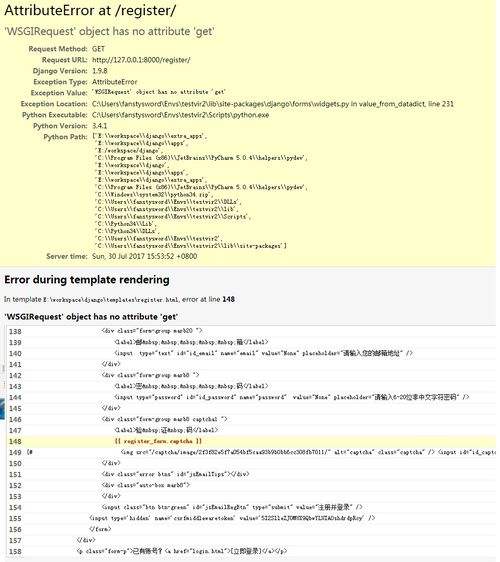 AttributeError at /register/
'WSGIRequest' object has no attribute 'get'
Request Method: GET
Request URL: http://127.0.0.1:8000/register/
Django Version: 1.9.8
Exception Type: AttributeError
Exception Value: 'WSGIRequest' object has no attribute 'get'
Exception Location: C:\Users\fanstysword\Envs\testvir2\lib\site-packages\django\forms\widgets.py in value_from_datadict, line 231
Python Executable: C:\Users\fanstysword\Envs\testvir2\Scripts\python.exe
Python Version: 3.4.1
Python Path: ['E:\\workspace\\django\\extra_apps',
'E:\\workspace\\django\\apps',
'E:/workspace/django',
'C:\\Program Files (x86)\\JetBrains\\PyCharm 5.0.4\\helpers\\pydev',
'E:\\workspace\\django',
'E:\\workspace\\django\\apps',
'E:\\workspace\\django\\extra_apps',
'C:\\Program Files (x86)\\JetBrains\\PyCharm 5.0.4\\helpers\\pydev',
'C:\\Windows\\system32\\python34.zip',
'C:\\Users\\fanstysword\\Envs\\testvir2\\DLLs',
'C:\\Users\\fanstysword\\Envs\\testvir2\\lib',
'C:\\Users\\fanstysword\\Envs\\testvir2\\Scripts',
'C:\\Python34\\Lib',
'C:\\Python34\\DLLs',
'C:\\Users\\fanstysword\\Envs\\testvir2',
'C:\\Users\\fanstysword\\Envs\\testvir2\\lib\\site-packages']
Server time: Sun, 30 Jul 2017 15:53:52 +0800
Error during template rendering
In template E:\workspace\django\templates\register.html, error at line 148
'WSGIRequest' object has no attribute 'get'
138 <div class="form-group marb20 ">
139 <label>邮&nbsp;&nbsp;&nbsp;&nbsp;&nbsp;箱</label>
140 <input type="text" id="id_email" name="email" value="None" placeholder="请输入您的邮箱地址" />
141 </div>
142 <div class="form-group marb8 ">
143 <label>密&nbsp;&nbsp;&nbsp;&nbsp;&nbsp;码</label>
144 <input type="password" id="id_password" name="password" value="None" placeholder="请输入6-20位非中文字符密码" />
145 </div>
146 <div class="form-group marb8 captcha1 ">
147 <label>验&nbsp;证&nbsp;码</label>
148 {{ register_form.captcha }}
149 {# <img src="/captcha/image/ alt="captcha" class="captcha" /> <input id="id_captc
150 </div>
151 <div class="error btns" id="jsEmailTips"></div>
152 <div class="auto-box marb8">
153 </div>
154 <input class="btn btn-green" id="jsEmailRegBtn" type="submit" value="注册并登录" />
155 <input type='hidden' name='csrfmiddlewaretoken' value=' />
156 </form>
157 </div>
158 <p class="form-p">已有账号? <a href="login.html">[立即登录]</a></p>